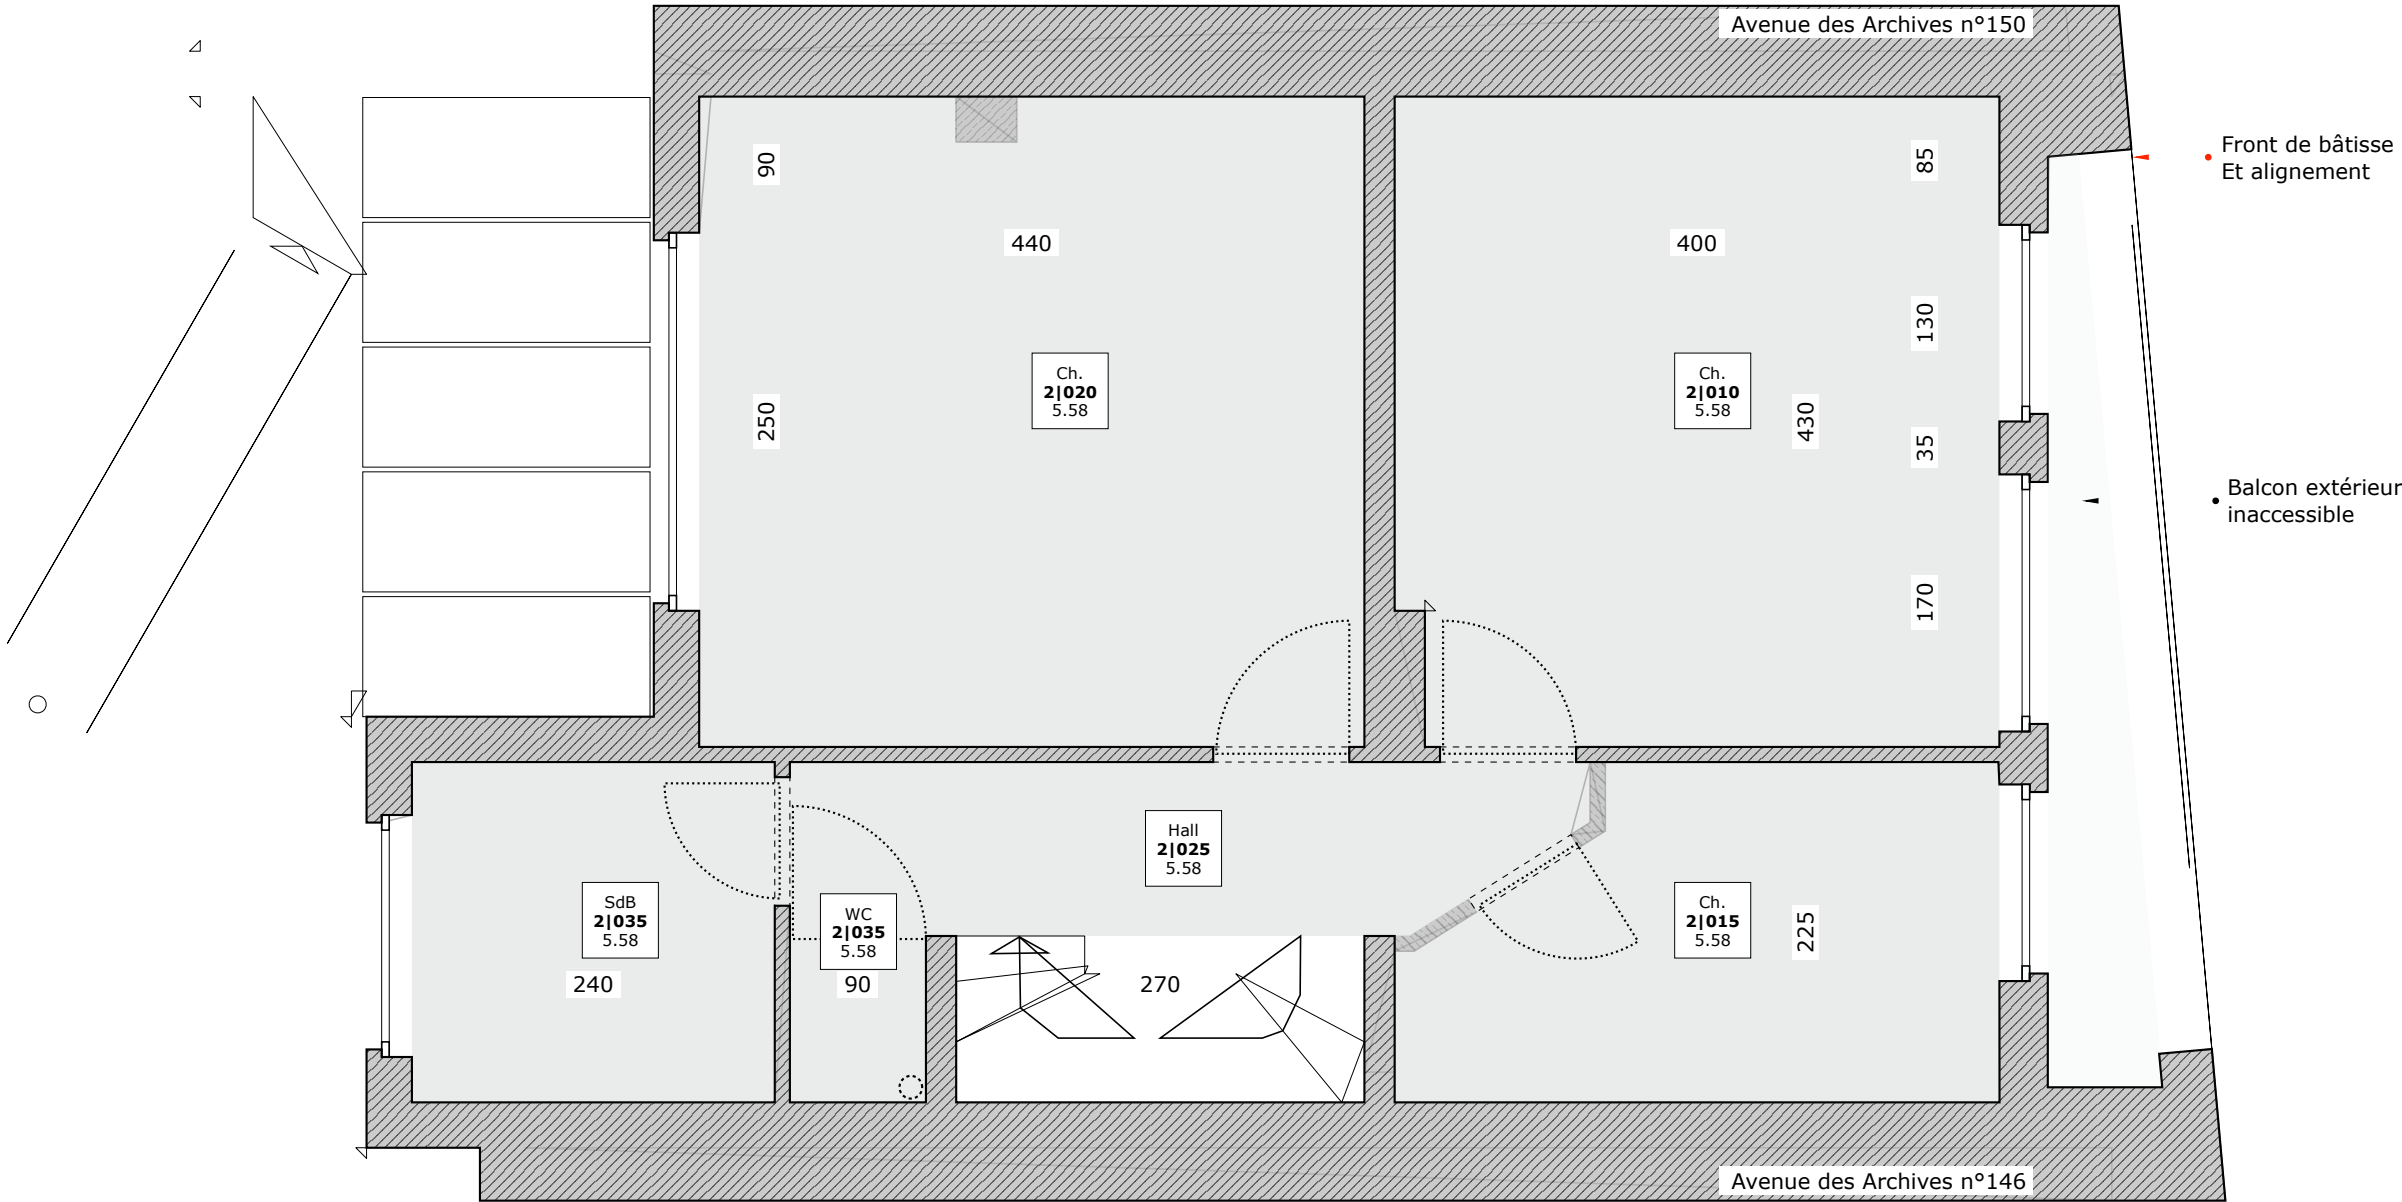 Avenue des Archives n°150
Front de bâtisse
Et alignement
90
85
440
400
130
Ch.
2|020
5.58
Ch.
2|010
5.58
250
430
35
Balcon extérieur
inaccessible
170
Hall
2|025
5.58
SdB
2|035
5.58
WC
2|035
5.58
Ch.
2|015
5.58
225
240
90
270
Avenue des Archives n°146